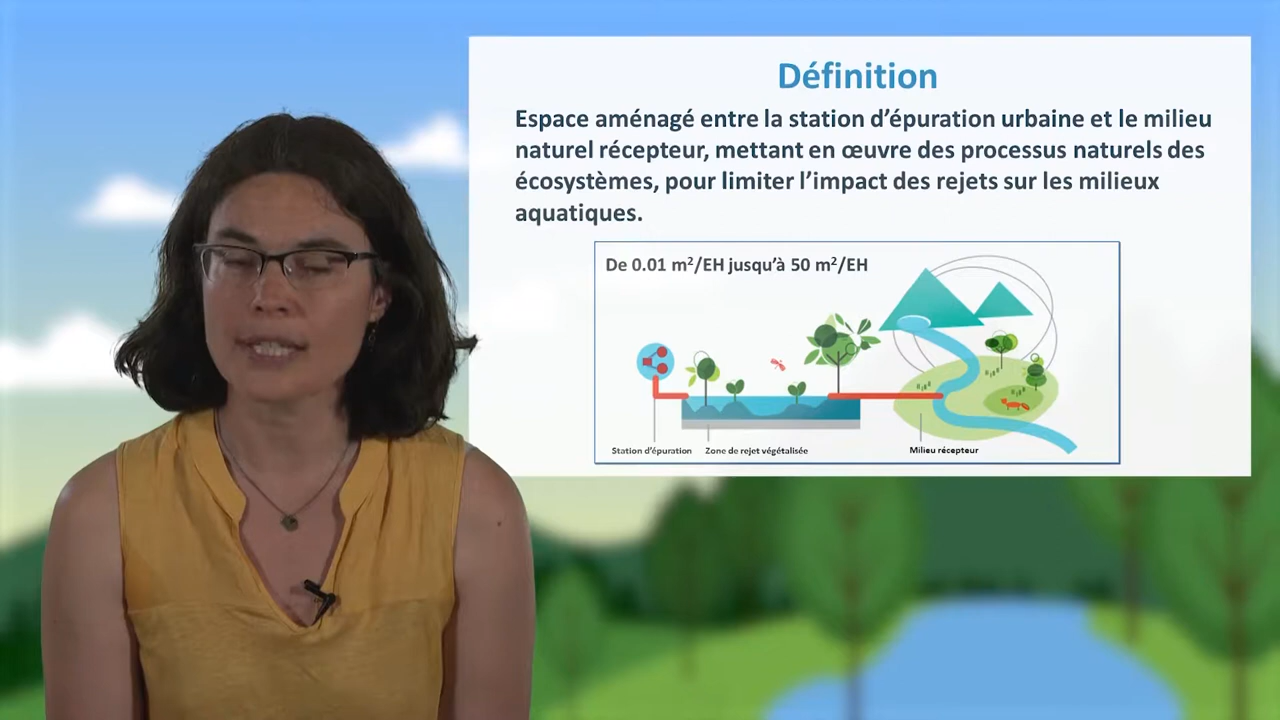 Définition
Espace aménagé entre la station d’épuration urbaine et le milieu
naturel récepteur, mettant en œuvre des processus naturels des
écosystèmes, pour limiter l’impact des rejets sur les milieux
aquatiques.
De 0.01 m²/EH jusqu’à 50 m²/EH
Station d’épuration
Zone de rejet végétalisée
Milieu récepteur